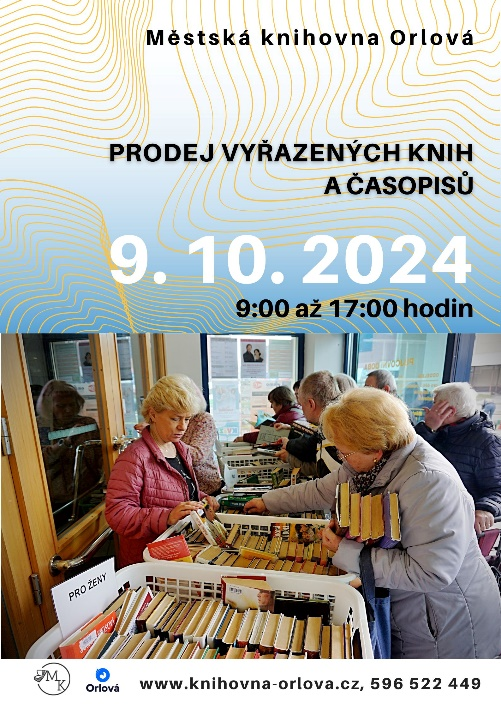 Městská knihovna Orlová
PRODEJ VYŘAZENÝCH KNIH
A ČASOPISŮ
9. 10. 2024
9:00 až 17:00 hodin
PRO ŽENY
MK
Orlová
www.knihovna-orlova.cz, 596 522 449